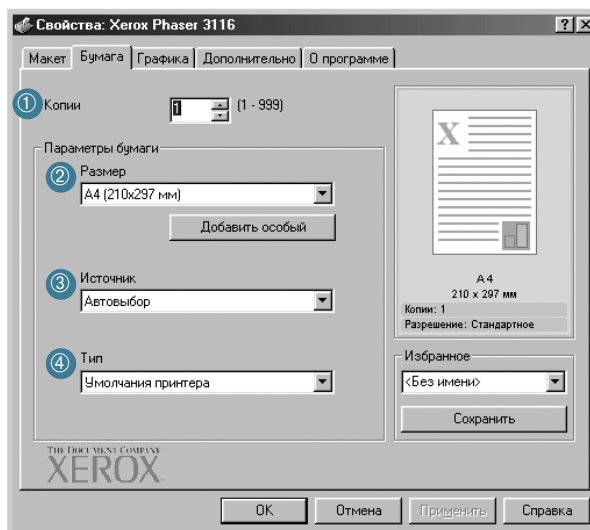 Свойства: Xerox Phaser 3116
Макет Бумага Графика Дополнительно О программе
① Копии 1 (1 - 999)
Параметры бумаги
② Размер
A4 (210x297 мм)
Добавить особый
③ Источник
Автовыбор
④ Тип
Умолчания принтера
X
A4
210 x 297 мм
Копии: 1
Разрешение: Стандартное
Избранное
<Без имени>
Сохранить
THE DOCUMENT COMPANY
XEROX
OK Отмена Применить Справка